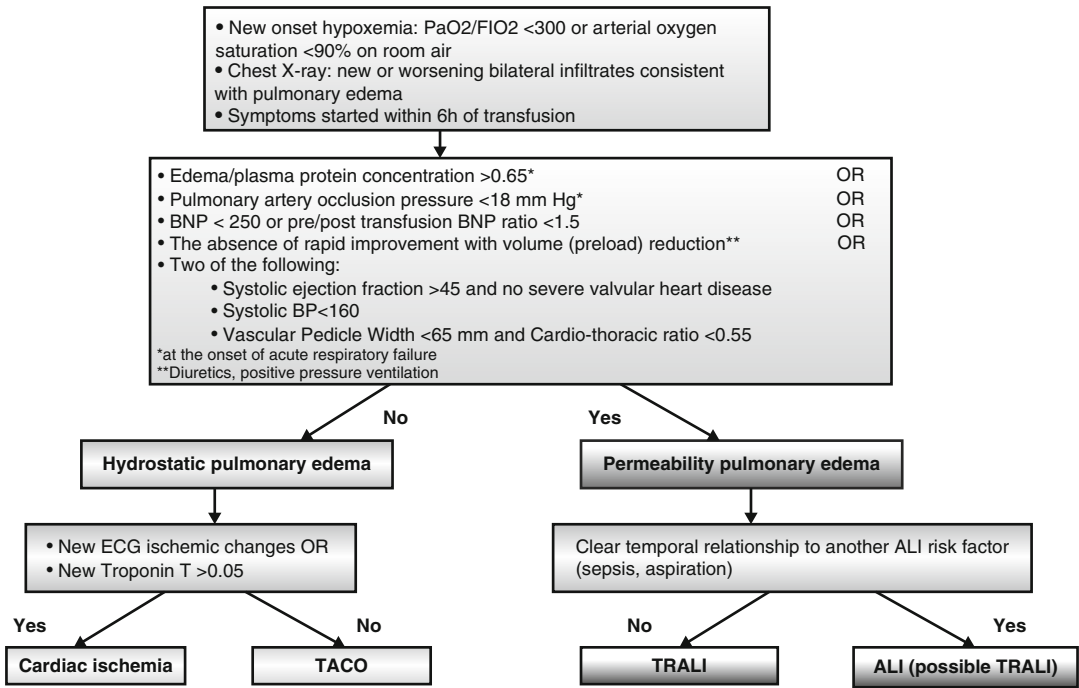 • New onset hypoxemia: PaO2/FIO2 <300 or arterial oxygen
saturation <90% on room air
• Chest X-ray: new or worsening bilateral infiltrates consistent
with pulmonary edema
• Symptoms started within 6h of transfusion
• Edema/plasma protein concentration >0.65* OR
• Pulmonary artery occlusion pressure <18 mm Hg* OR
• BNP < 250 or pre/post transfusion BNP ratio <1.5 OR
• The absence of rapid improvement with volume (preload) reduction** OR
• Two of the following:
• Systolic ejection fraction >45 and no severe valvular heart disease
• Systolic BP<160
• Vascular Pedicle Width <65 mm and Cardio-thoracic ratio <0.55
*at the onset of acute respiratory failure
**Diuretics, positive pressure ventilation
No Yes
Hydrostatic pulmonary edema Permeability pulmonary edema
• New ECG ischemic changes OR
• New Troponin T >0.05
Clear temporal relationship to another ALI risk factor
(sepsis, aspiration)
Yes No No Yes
Cardiac ischemia TACO TRALI ALI (possible TRALI)